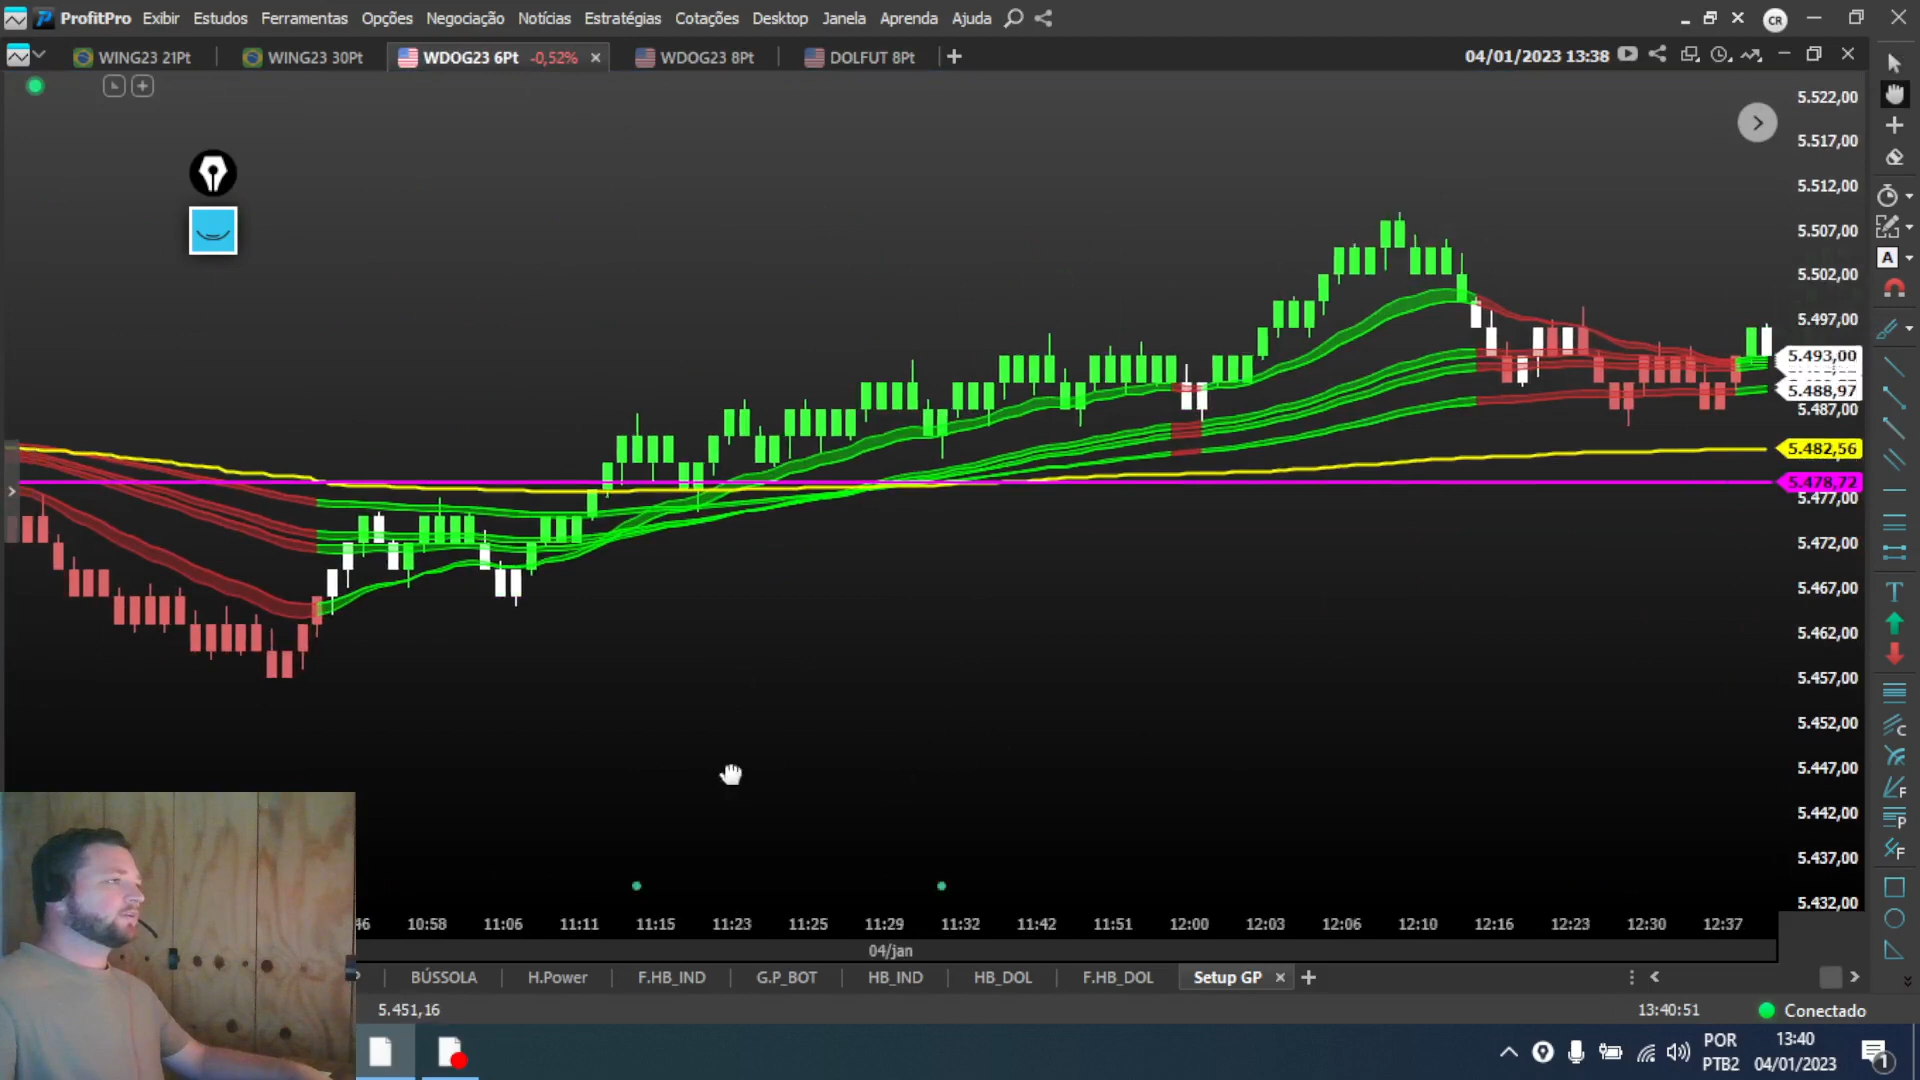 ProfitPro Exibir Estudos Ferramentas Opções Negociação Notícias Estratégias Cotações Desktop Janela Aprenda Ajuda CR
WING23 21Pt WING23 30Pt WDOG23 6Pt -0,52% WDOG23 8Pt DOLFUT 8Pt 04/01/2023 13:38
5.522,00
5.517,00
5.512,00
5.507,00
5.502,00
5.497,00
5.493,00
5.488,97
5.487,00
5.482,56
5.478,72
5.477,00
5.472,00
5.467,00
5.462,00
5.457,00
5.452,00
5.447,00
5.442,00
5.437,00
5.432,00
A
T
C
F
P
F
46 10:58 11:06 11:11 11:15 11:23 11:25 11:29 11:32 11:42 11:51 12:00 12:03 12:06 12:10 12:16 12:23 12:30 12:37
04/jan
BÚSSOLA H.Power F.HB_IND G.P_BOT HB_IND HB_DOL F.HB_DOL Setup GP
5.451,16 13:40:51 Conectado
POR 13:40
PTB2 04/01/2023 1